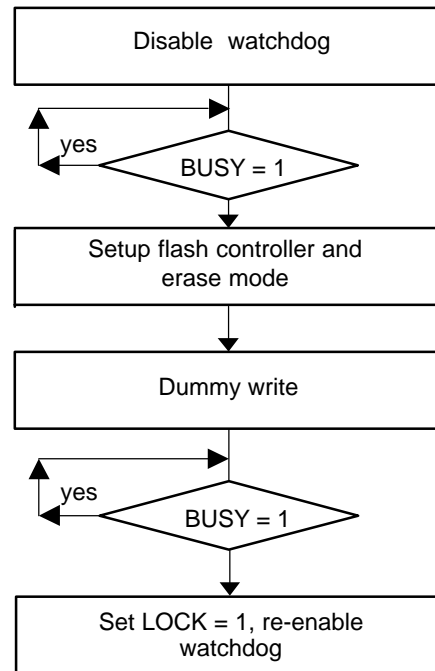 Disable watchdog
yes
BUSY = 1
Setup flash controller and
erase mode
Dummy write
yes
BUSY = 1
Set LOCK = 1, re-enable
watchdog